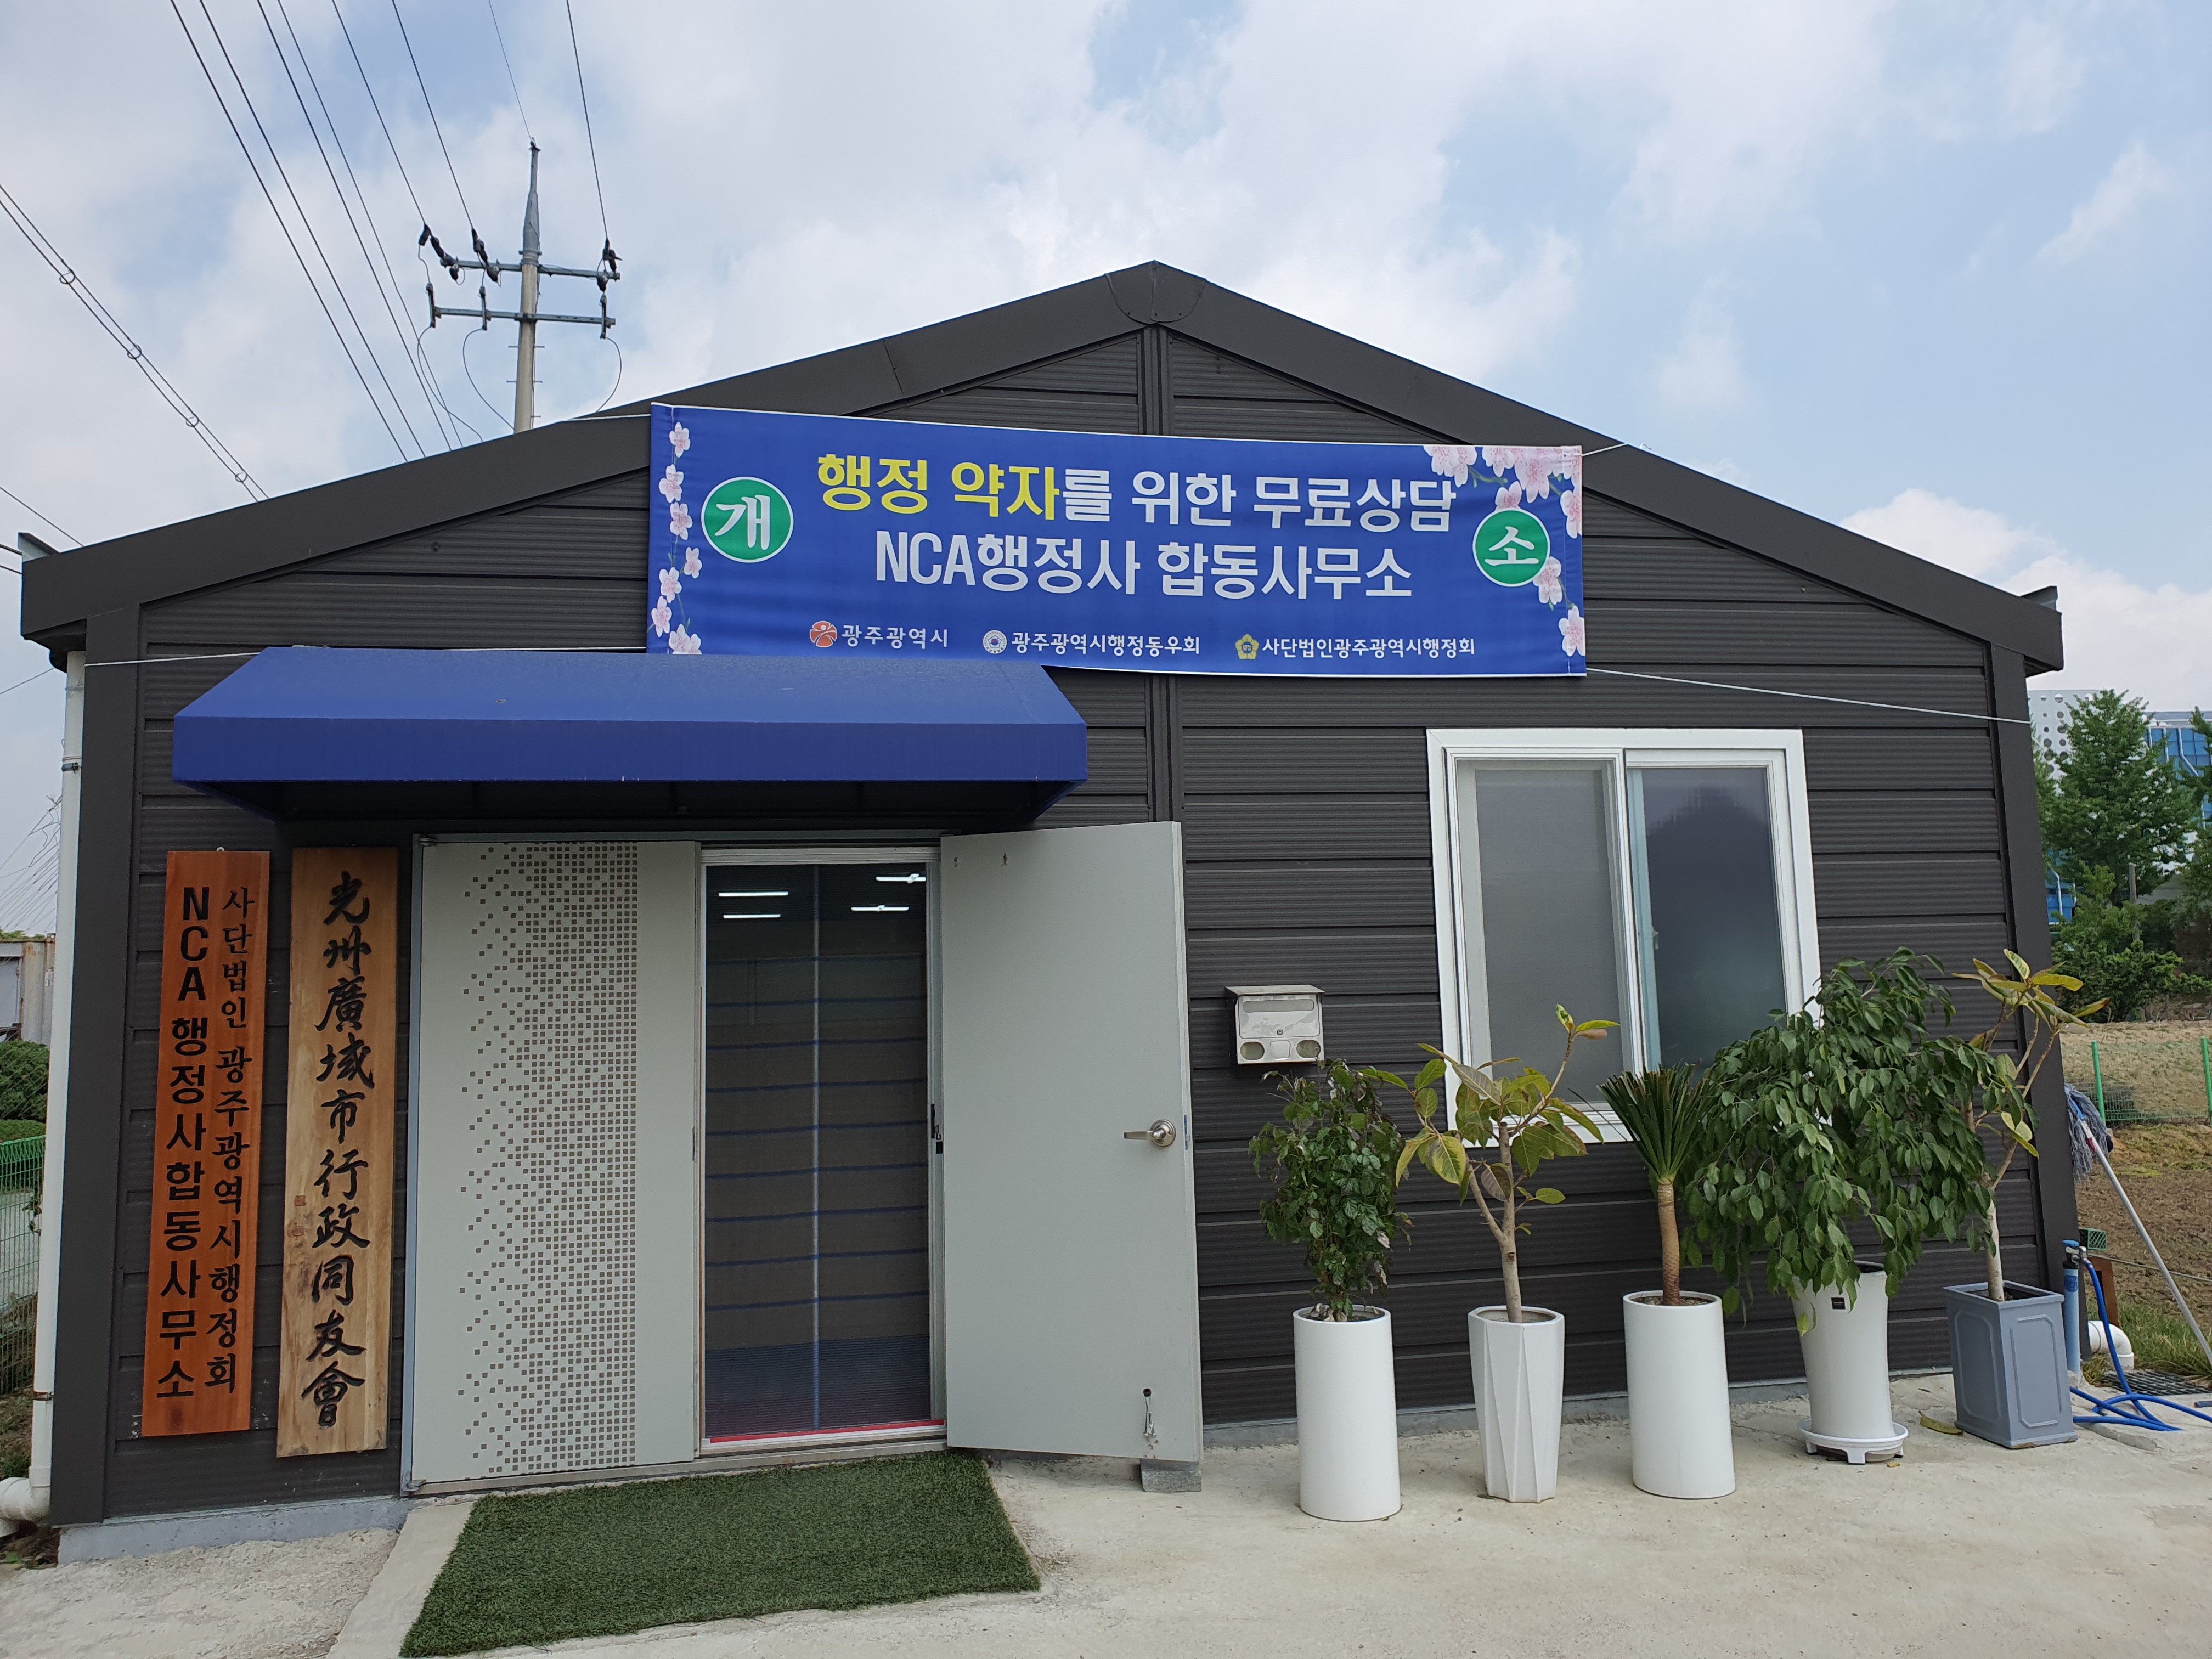 개
행정 약자를 위한 무료상담
소
NCA행정사 합동사무소
광주광역시
광주광역시행정동우회
사단법인광주광역시행정회
사단법인 광주광역시행정회
NCA행정사합동사무소
光州廣域市行政同友會